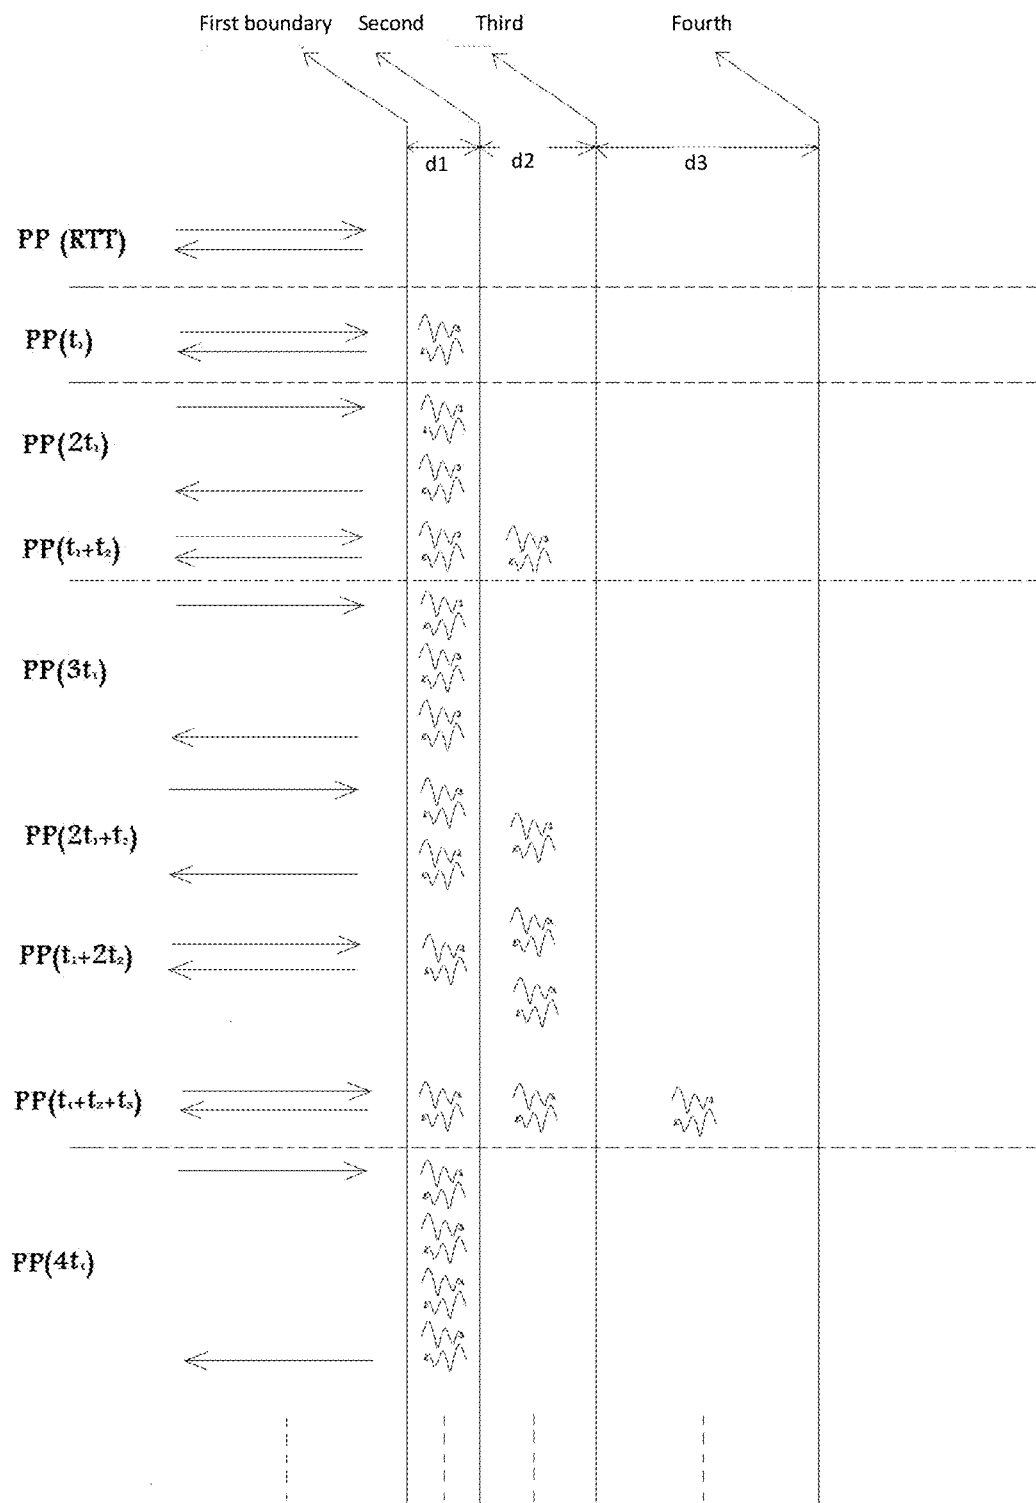 First boundary Second Third Fourth
d1 d2 d3
PP (RTT)
PP(t₁)
PP(2t₁)
PP(t₁+t₂)
PP(3t₁)
PP(2t₁+t₂)
PP(t₁+2t₂)
PP(t₁+t₂+t₃)
PP(4t₁)